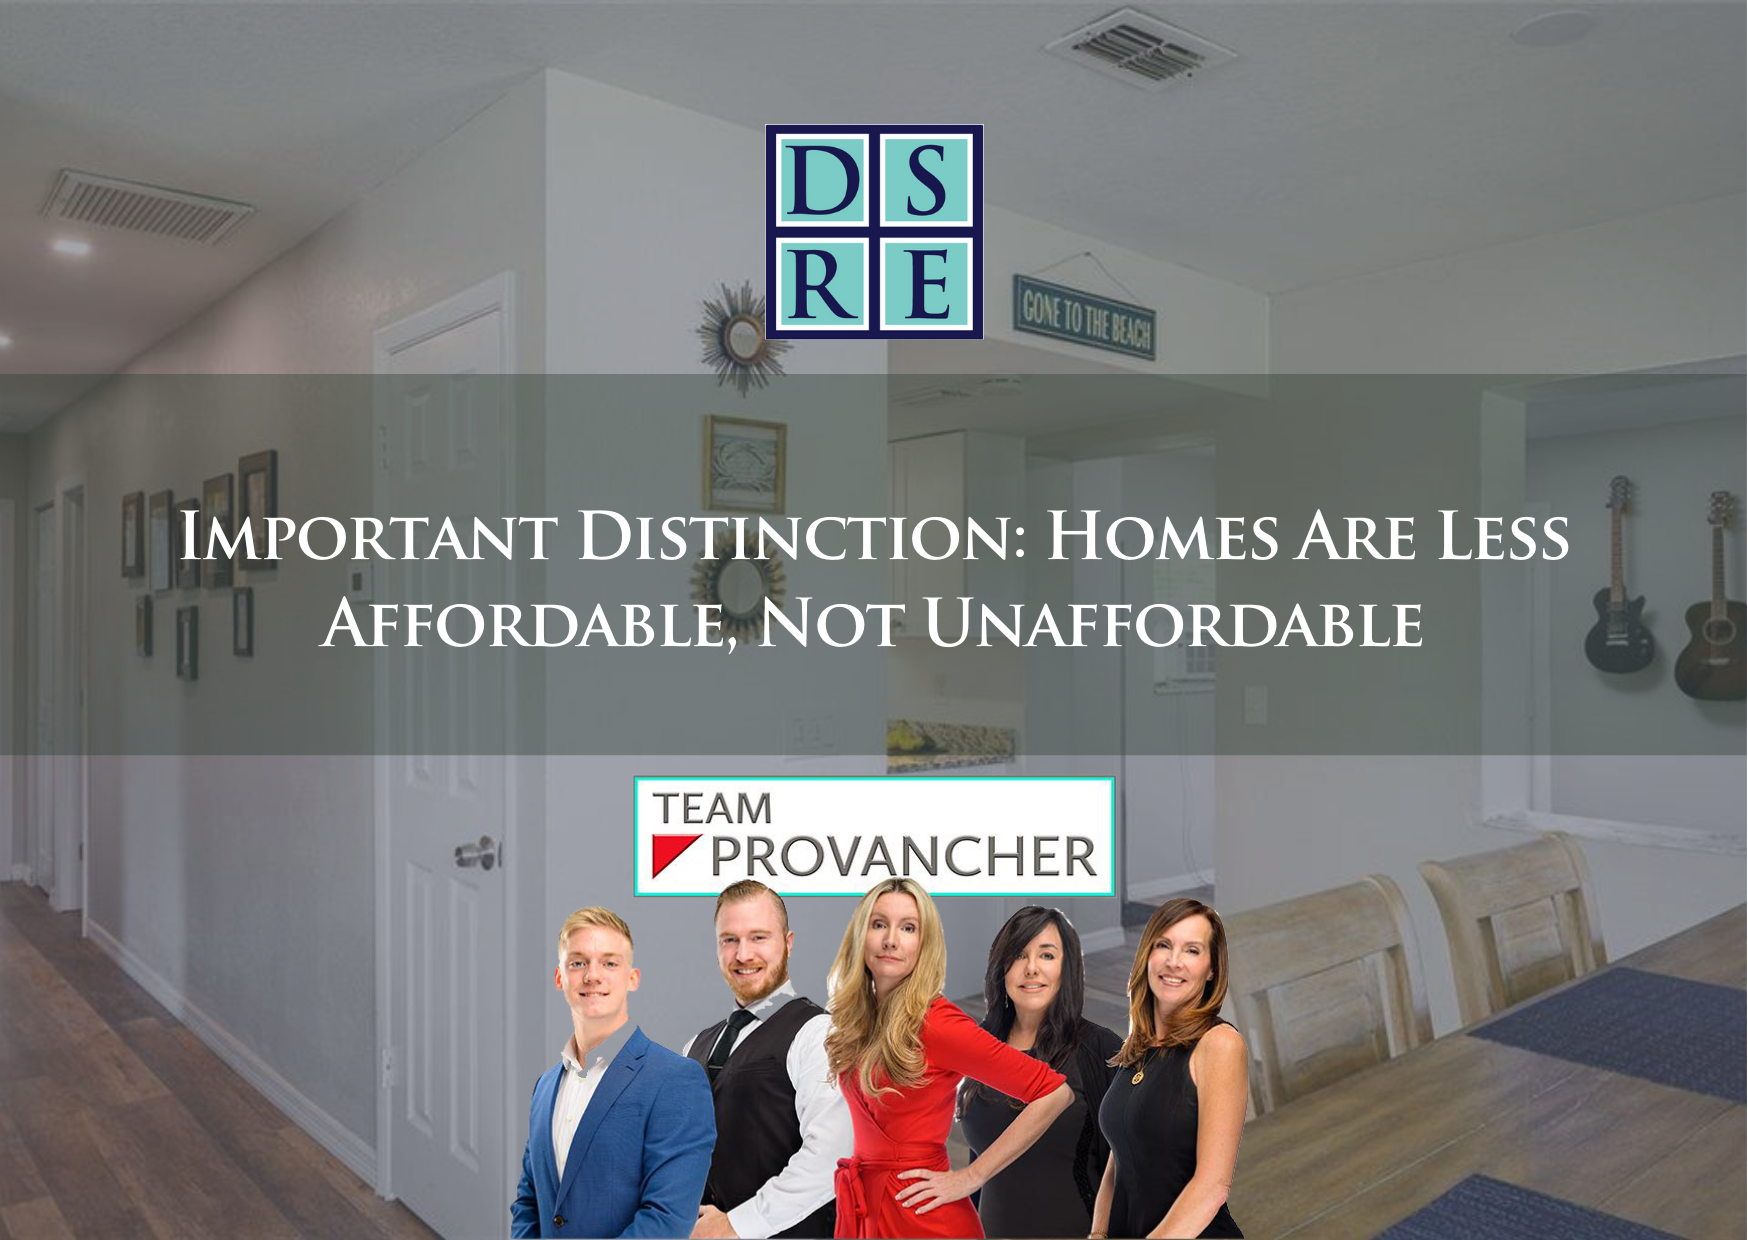 D S
R E
GONE TO THE BEACH
Important Distinction: Homes Are Less
Affordable, Not Unaffordable
TEAM
PROVANCHER